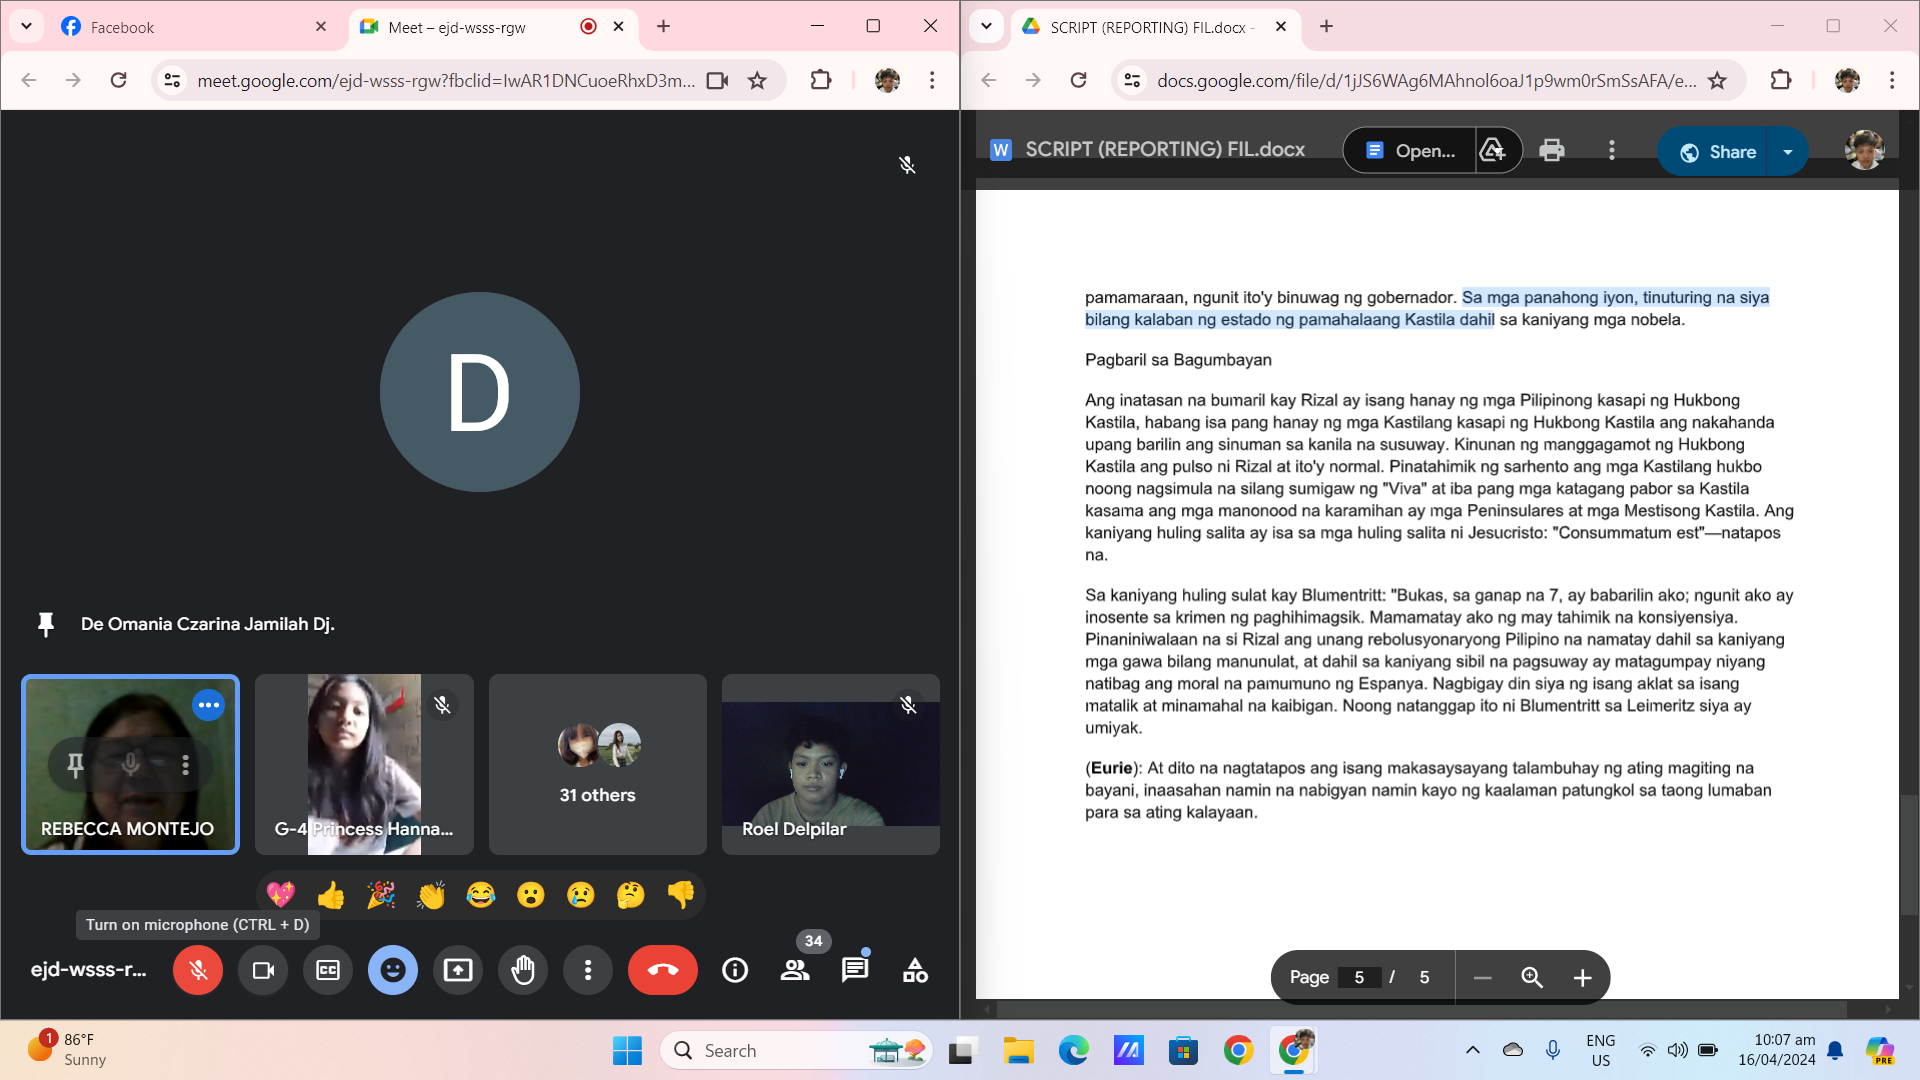 Facebook
Meet – ejd-wsss-rgw
meet.google.com/ejd-wsss-rgw?fbclid=IwAR1DNCuoeRhxD3m...
D
De Omania Czarina Jamilah Dj.
REBECCA MONTEJO
G-4 Princess Hanna...
31 others
Roel Delpilar
Turn on microphone (CTRL + D)
34
ejd-wsss-r...
CC
SCRIPT (REPORTING) FIL.docx -
docs.google.com/file/d/1jJS6WAg6MAhnol6oaJ1p9wm0rSmSsAFA/e...
W
SCRIPT (REPORTING) FIL.docx
Open...
Share
pamamaraan, ngunit ito'y binuwag ng gobernador. Sa mga panahong iyon, tinuturing na siya
bilang kalaban ng estado ng pamahalaang Kastila dahil sa kaniyang mga nobela.
Pagbaril sa Bagumbayan
Ang inatasan na bumaril kay Rizal ay isang hanay ng mga Pilipinong kasapi ng Hukbong
Kastila, habang isa pang hanay ng mga Kastilang kasapi ng Hukbong Kastila ang nakahanda
upang barilin ang sinuman sa kanila na susuway. Kinunan ng manggagamot ng Hukbong
Kastila ang pulso ni Rizal at ito'y normal. Pinatahimik ng sarhento ang mga Kastilang hukbo
noong nagsimula na silang sumigaw ng "Viva" at iba pang mga katagang pabor sa Kastila
kasama ang mga manonood na karamihan ay mga Peninsulares at mga Mestisong Kastila. Ang
kaniyang huling salita ay isa sa mga huling salita ni Jesucristo: "Consummatum est"—natapos
na.
Sa kaniyang huling sulat kay Blumentritt: "Bukas, sa ganap na 7, ay babarilin ako; ngunit ako ay
inosente sa krimen ng paghihimagsik. Mamamatay ako ng may tahimik na konsiyensiya.
Pinaniniwalaan na si Rizal ang unang rebolusyonaryong Pilipino na namatay dahil sa kaniyang
mga gawa bilang manunulat, at dahil sa kaniyang sibil na pagsuway ay matagumpay niyang
natibag ang moral na pamumuno ng Espanya. Nagbigay din siya ng isang aklat sa isang
matalik at minamahal na kaibigan. Noong natanggap ito ni Blumentritt sa Leimeritz siya ay
umiyak.
(Eurie): At dito na nagtatapos ang isang makasaysayang talambuhay ng ating magiting na
bayani, inaasahan namin na nabigyan namin kayo ng kaalaman patungkol sa taong lumaban
para sa ating kalayaan.
Page 5 / 5
1
86°F
Sunny
Search
ENG
US
10:07 am
16/04/2024
PRE